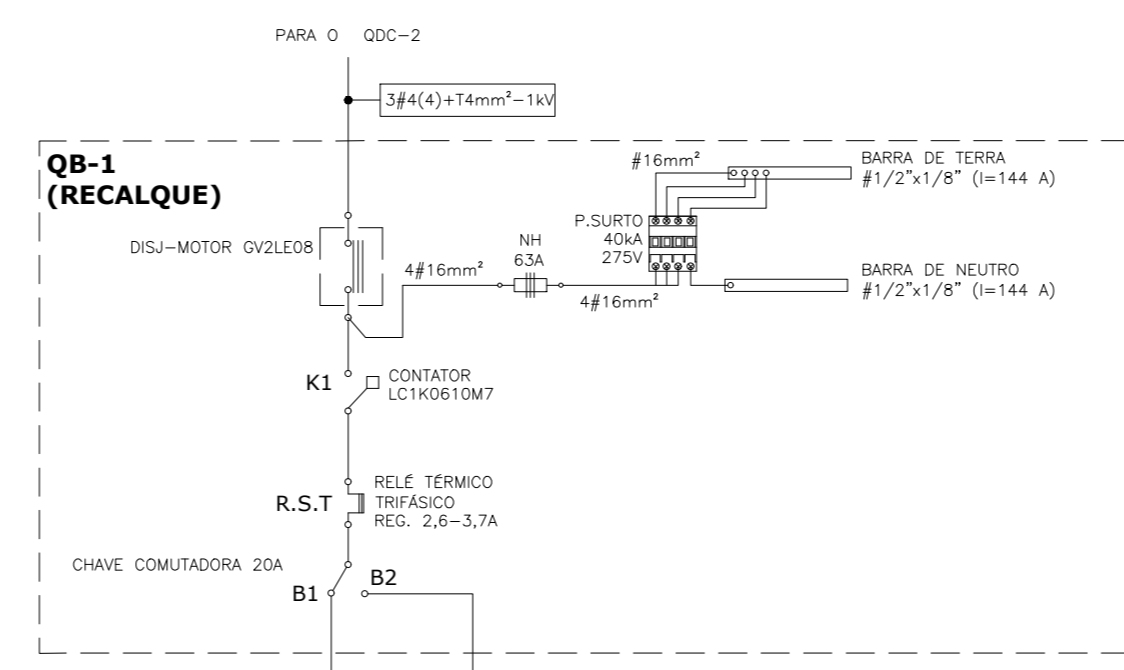 PARA O QDC-2
3#4(4)+T4mm²-1kV
QB-1
(RECALQUE)
#16mm²
BARRA DE TERRA
#1/2"x1/8" (I=144 A)
P.SURTO
40kA
275V
DISJ-MOTOR GV2LE08
NH
63A
4#16mm²
4#16mm²
BARRA DE NEUTRO
#1/2"x1/8" (I=144 A)
K1
CONTATOR
LC1K0610M7
R.S.T
RELÉ TÉRMICO
TRIFÁSICO
REG. 2,6-3,7A
CHAVE COMUTADORA 20A
B1
B2